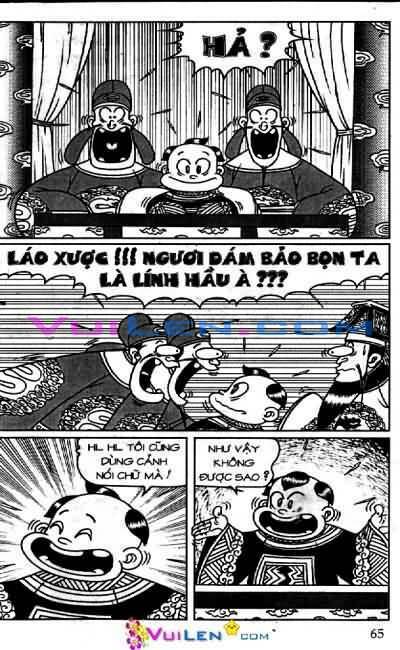 HẢ?
LÁO XƯỢC!!! NGƯƠI DÁM BẢO BỌN TA
LÀ LÍNH HẦU À???
VuiLen.com
HI.. HI.. TÔI CŨNG
DÙNG CẢNH
NÓI CHỮ MÀ!
NHƯ VẬY
KHÔNG
ĐƯỢC SAO?
65
VuiLen.com